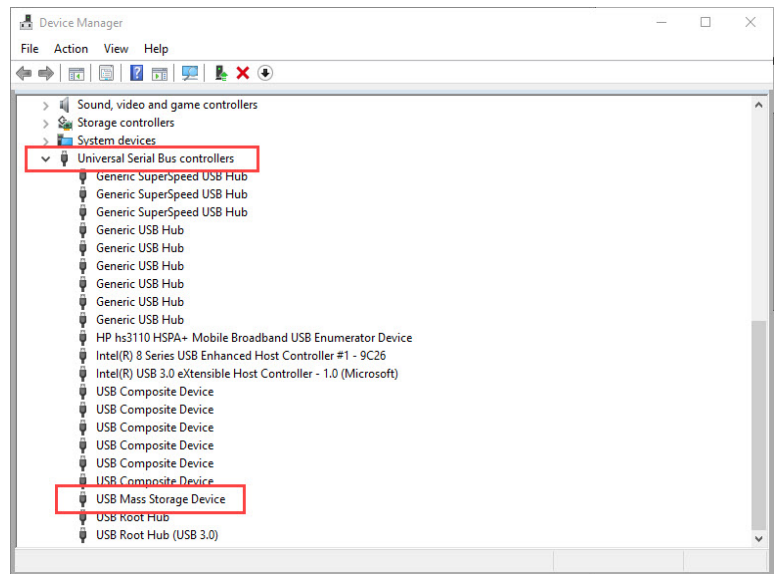 Device Manager
File Action View Help
Sound, video and game controllers
Storage controllers
System devices
Universal Serial Bus controllers
Generic SuperSpeed USB Hub
Generic SuperSpeed USB Hub
Generic SuperSpeed USB Hub
Generic USB Hub
Generic USB Hub
Generic USB Hub
Generic USB Hub
Generic USB Hub
Generic USB Hub
HP hs3110 HSPA+ Mobile Broadband USB Enumerator Device
Intel(R) 8 Series USB Enhanced Host Controller #1 - 9C26
Intel(R) USB 3.0 eXtensible Host Controller - 1.0 (Microsoft)
USB Composite Device
USB Composite Device
USB Composite Device
USB Composite Device
USB Composite Device
USB Composite Device
USB Mass Storage Device
USB Root Hub
USB Root Hub (USB 3.0)